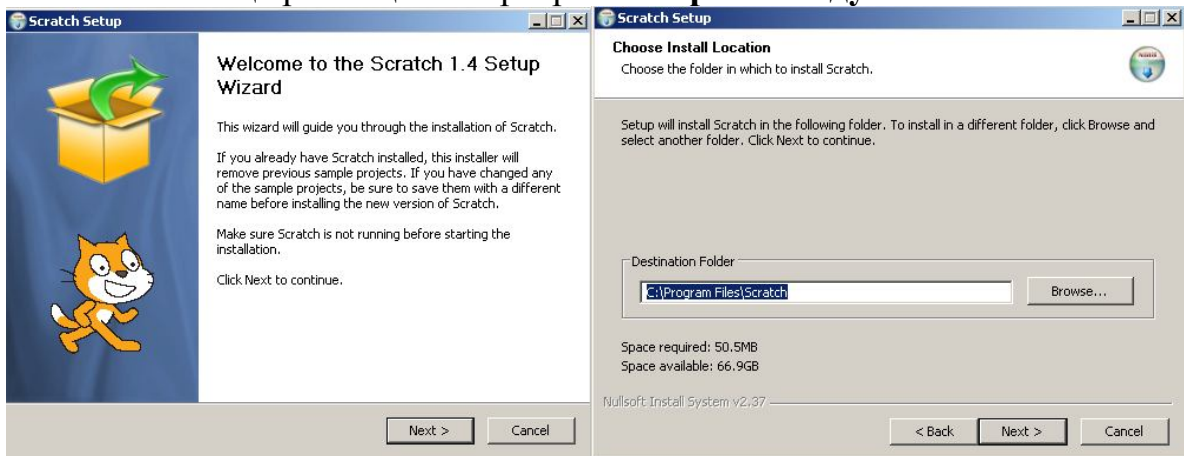 Scratch Setup
Welcome to the Scratch 1.4 Setup
Wizard
This wizard will guide you through the installation of Scratch.
If you already have Scratch installed, this installer will
remove previous sample projects. If you have changed any
of the sample projects, be sure to save them with a different
name before installing the new version of Scratch.
Make sure Scratch is not running before starting the
installation.
Click Next to continue.
Next >
Cancel
Scratch Setup
Choose Install Location
Choose the folder in which to install Scratch.
Setup will install Scratch in the following folder. To install in a different folder, click Browse and
select another folder. Click Next to continue.
Destination Folder
C:\Program Files\Scratch
Browse...
Space required: 50.5MB
Space available: 66.9GB
Nullsoft Install System v2.37
< Back
Next >
Cancel